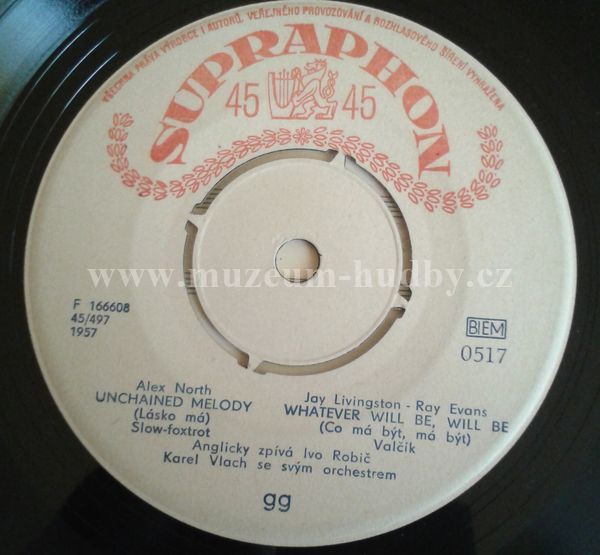 VŠECHNA PRÁVA VÝROBCE I AUTORŮ, VEŘEJNÉHO PROVOZOVÁNÍ A ROZHLASOVÉHO ŠÍŘENÍ VYHRAZENA
SUPRAPHON
45 45
www.muzeum-hudby.cz
F 166608
45/497
1957
BIEM
0517
Alex North
UNCHAINED MELODY
(Lásko má)
Slow-foxtrot
Jay Livingston - Ray Evans
WHATEVER WILL BE, WILL BE
(Co má být, má být)
Valčík
Anglicky zpívá Ivo Robič
Karel Vlach se svým orchestrem
gg